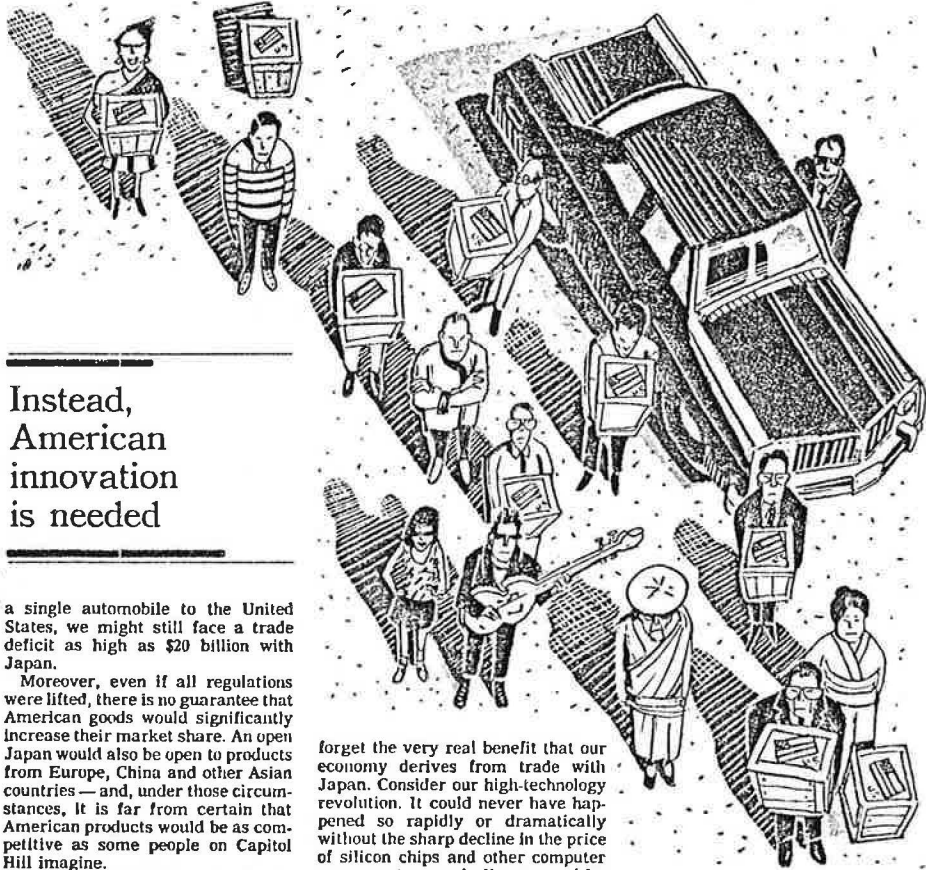 Instead,
American
innovation
is needed
a single automobile to the United
States, we might still face a trade
deficit as high as $20 billion with
Japan.
Moreover, even if all regulations
were lifted, there is no guarantee that
American goods would significantly
increase their market share. An open
Japan would also be open to products
from Europe, China and other Asian
countries — and, under those circum-
stances, it is far from certain that
American products would be as com-
petitive as some people on Capitol
Hill imagine.
forget the very real benefit that our
economy derives from trade with
Japan. Consider our high-technology
revolution. It could never have hap-
pened so rapidly or dramatically
without the sharp decline in the price
of silicon chips and other computer